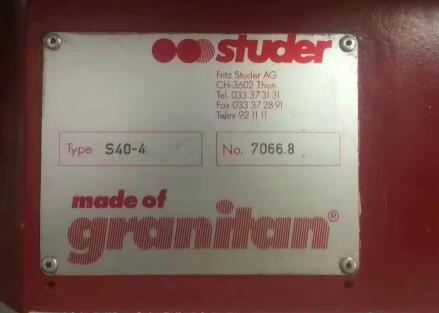 studer
Fritz Studer AG
CH-3602 Thun
Tel. 033 37 31 31
Fax 033 37 28 91
Telex 92 11 11
Type S40-4
No. 7066.8
made of
granitan®